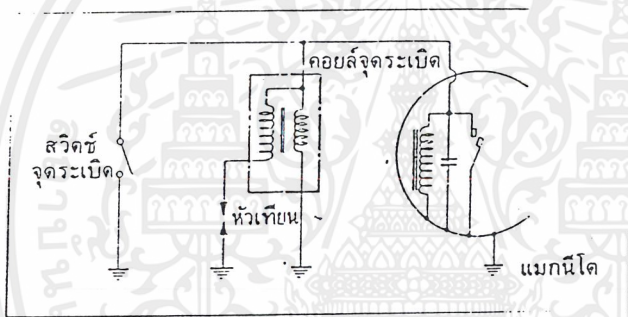 คอยล์จุดระเบิด
สวิตช์
จุดระเบิด
หัวเทียน
แมกนีโต